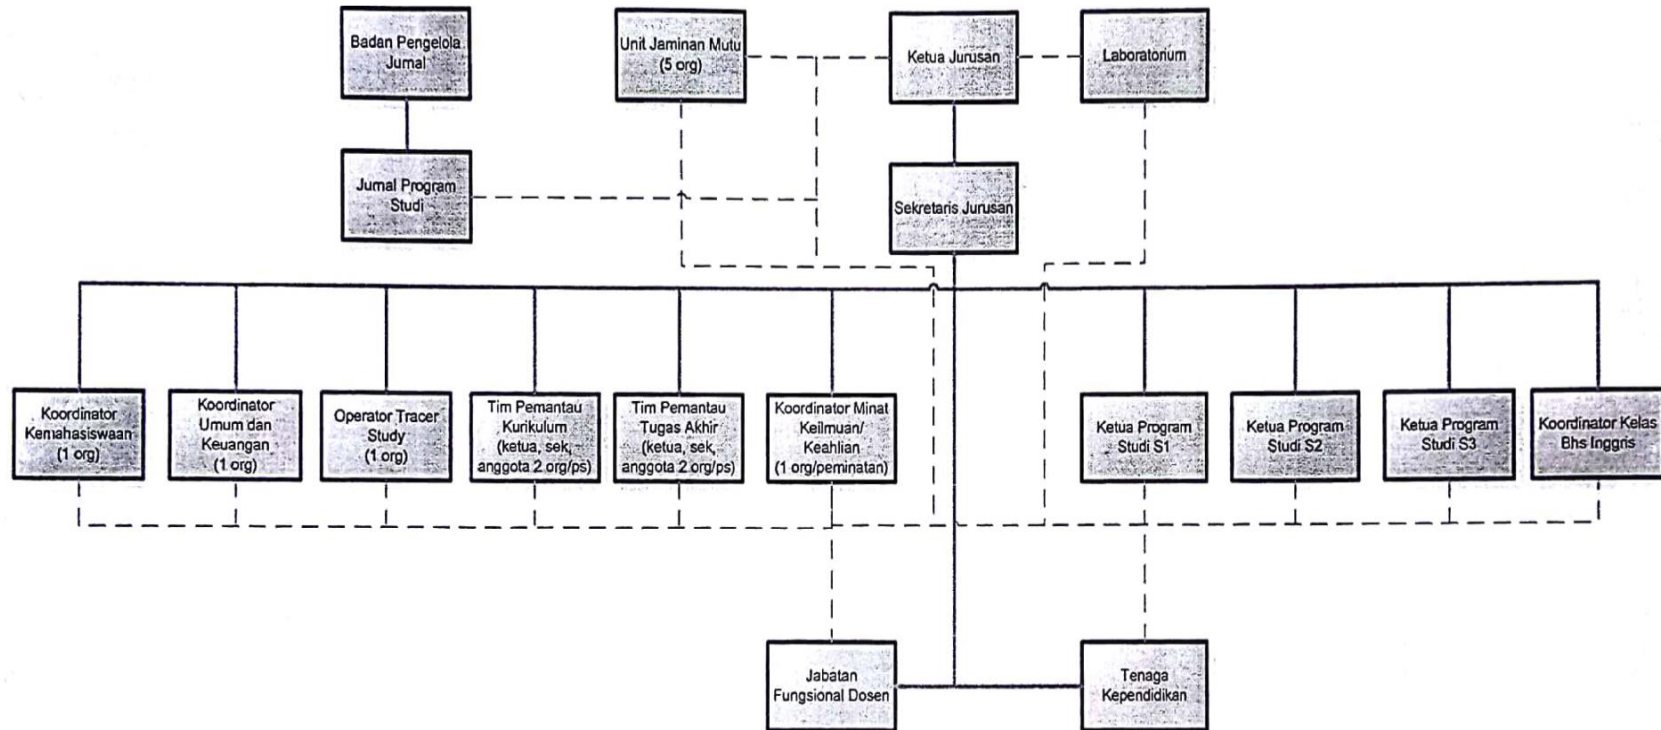 Badan Pengelola
Jurnal
Unit Jaminan Mutu
(5 org)
Ketua Jurusan
Laboratorium
Jurnal Program
Studi
Sekretaris Jurusan
Koordinator
Kemahasiswaan
(1 org)
Koordinator
Umum dan
Keuangan
(1 org)
Operator Tracer
Study
(1 org)
Tim Pemantau
Kurikulum
(ketua, sek,
anggota 2 org/ps)
Tim Pemantau
Tugas Akhir
(ketua, sek,
anggota 2 org/ps)
Koordinator Minat
Keilmuan/
Keahlian
(1 org/peminatan)
Ketua Program
Studi S1
Ketua Program
Studi S2
Ketua Program
Studi S3
Koordinator Kelas
Bhs Inggris
Jabatan
Fungsional Dosen
Tenaga
Kependidikan